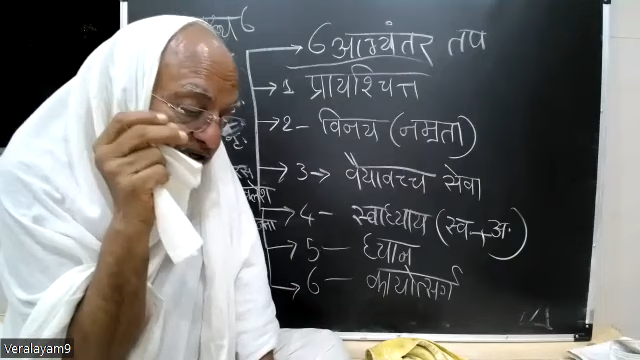 6 आभ्यंतर तप
1 प्रायश्चित्त
2- विनय (नम्रता)
3→ वैयावच्च सेवा
4- स्वाध्याय (स्व+अ.)
5- ध्यान
6- कायोत्सर्ग
Veralayam9